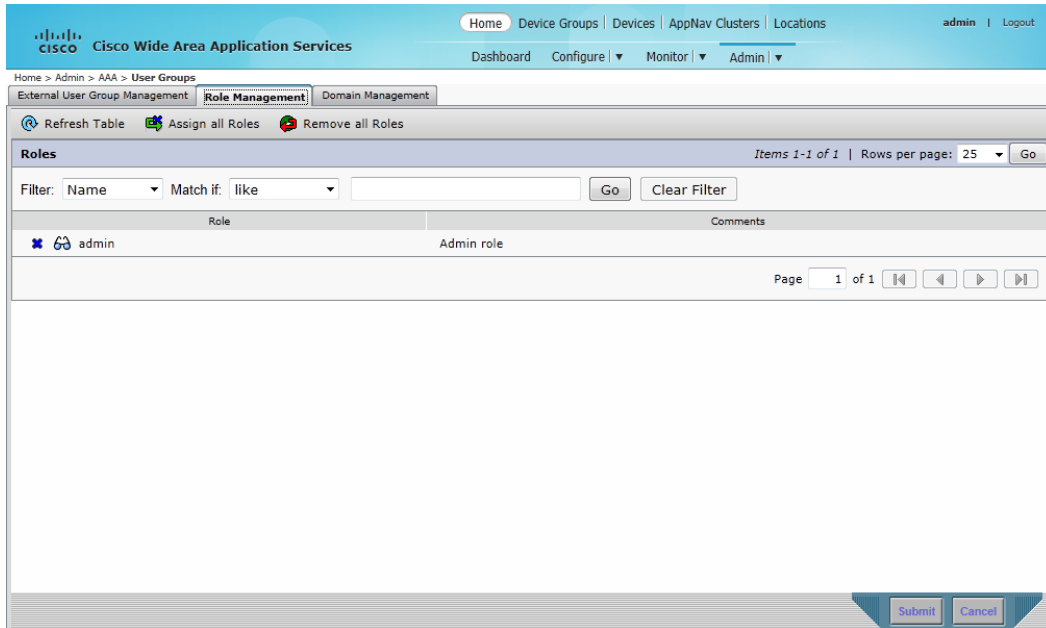 Home Device Groups | Devices | AppNav Clusters | Locations admin | Logout
CISCO Cisco Wide Area Application Services
Dashboard Configure | Monitor | Admin |
Home > Admin > AAA > User Groups
External User Group Management Role Management Domain Management
Refresh Table Assign all Roles Remove all Roles
Roles Items 1-1 of 1 | Rows per page: 25 Go
Filter: Name Match if: like Go Clear Filter
Role Comments
admin Admin role
Page 1 of 1
Submit Cancel